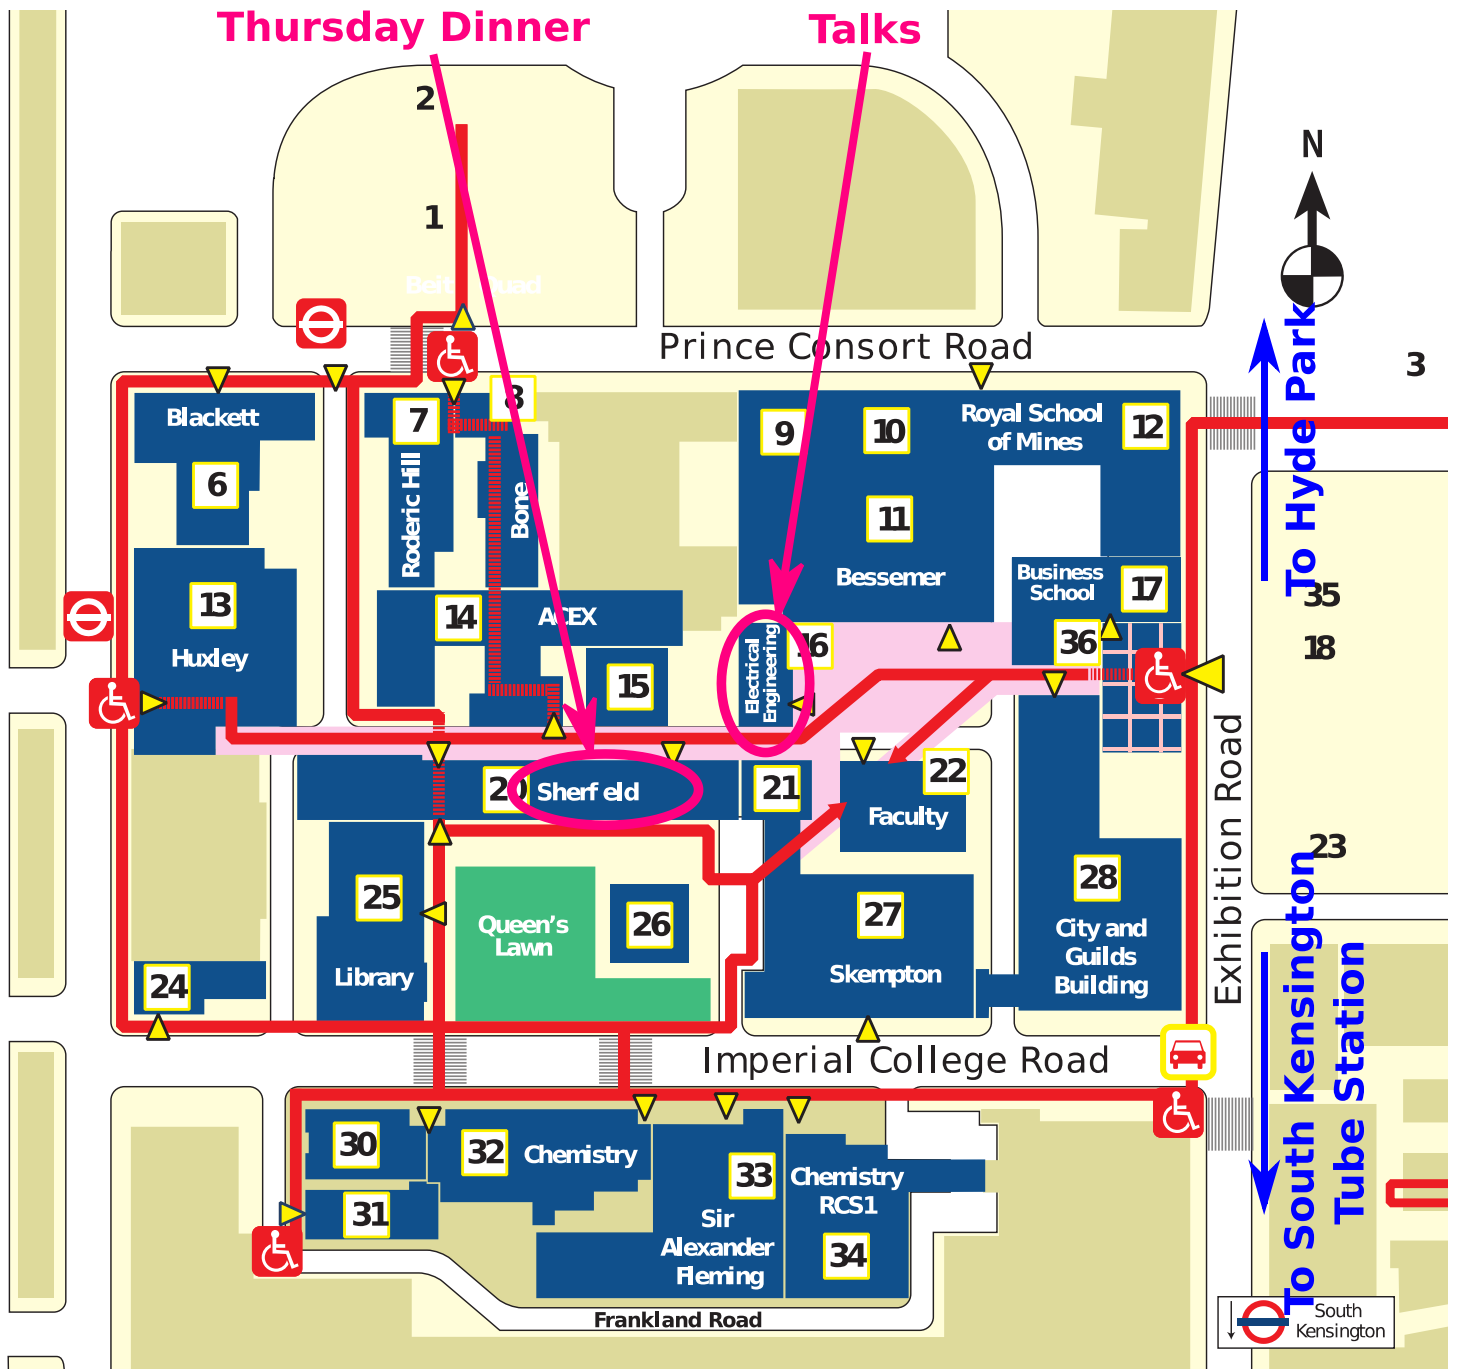 Thursday Dinner
Talks
2
1
N
Prince Consort Road
To Hyde Park
3
Blackett
7
8
9
10
Royal School
of Mines
12
6
Roderic Hill
Bone
11
Bessemer
Business
School
17
35
13
14
ACEX
Electrical
Engineering
16
36
18
Huxley
15
20
Sherf eld
21
22
Faculty
Exhibition Road
23
25
Queen's
Lawn
26
27
28
City and
Guilds
Building
Library
Skempton
24
Imperial College Road
To South Kensington
Tube Station
30
32
Chemistry
33
Chemistry
RCS1
31
Sir
Alexander
Fleming
34
Frankland Road
South
Kensington